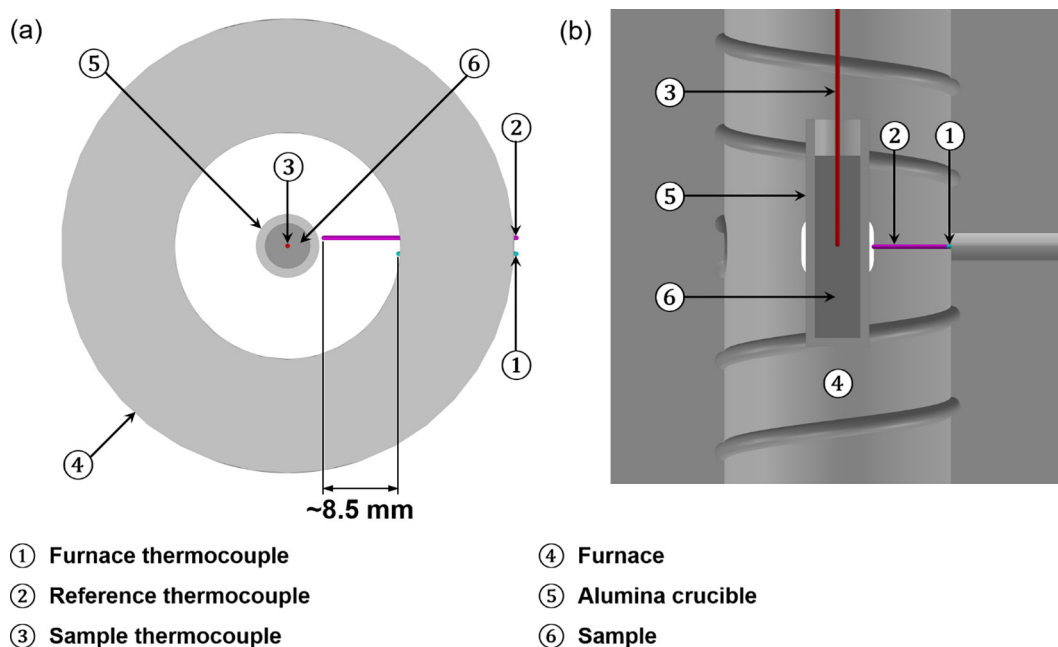 (a)
(b)
5
6
2
3
1
4
~8.5 mm
3
2
1
5
6
4
1 Furnace thermocouple
2 Reference thermocouple
3 Sample thermocouple
4 Furnace
5 Alumina crucible
6 Sample